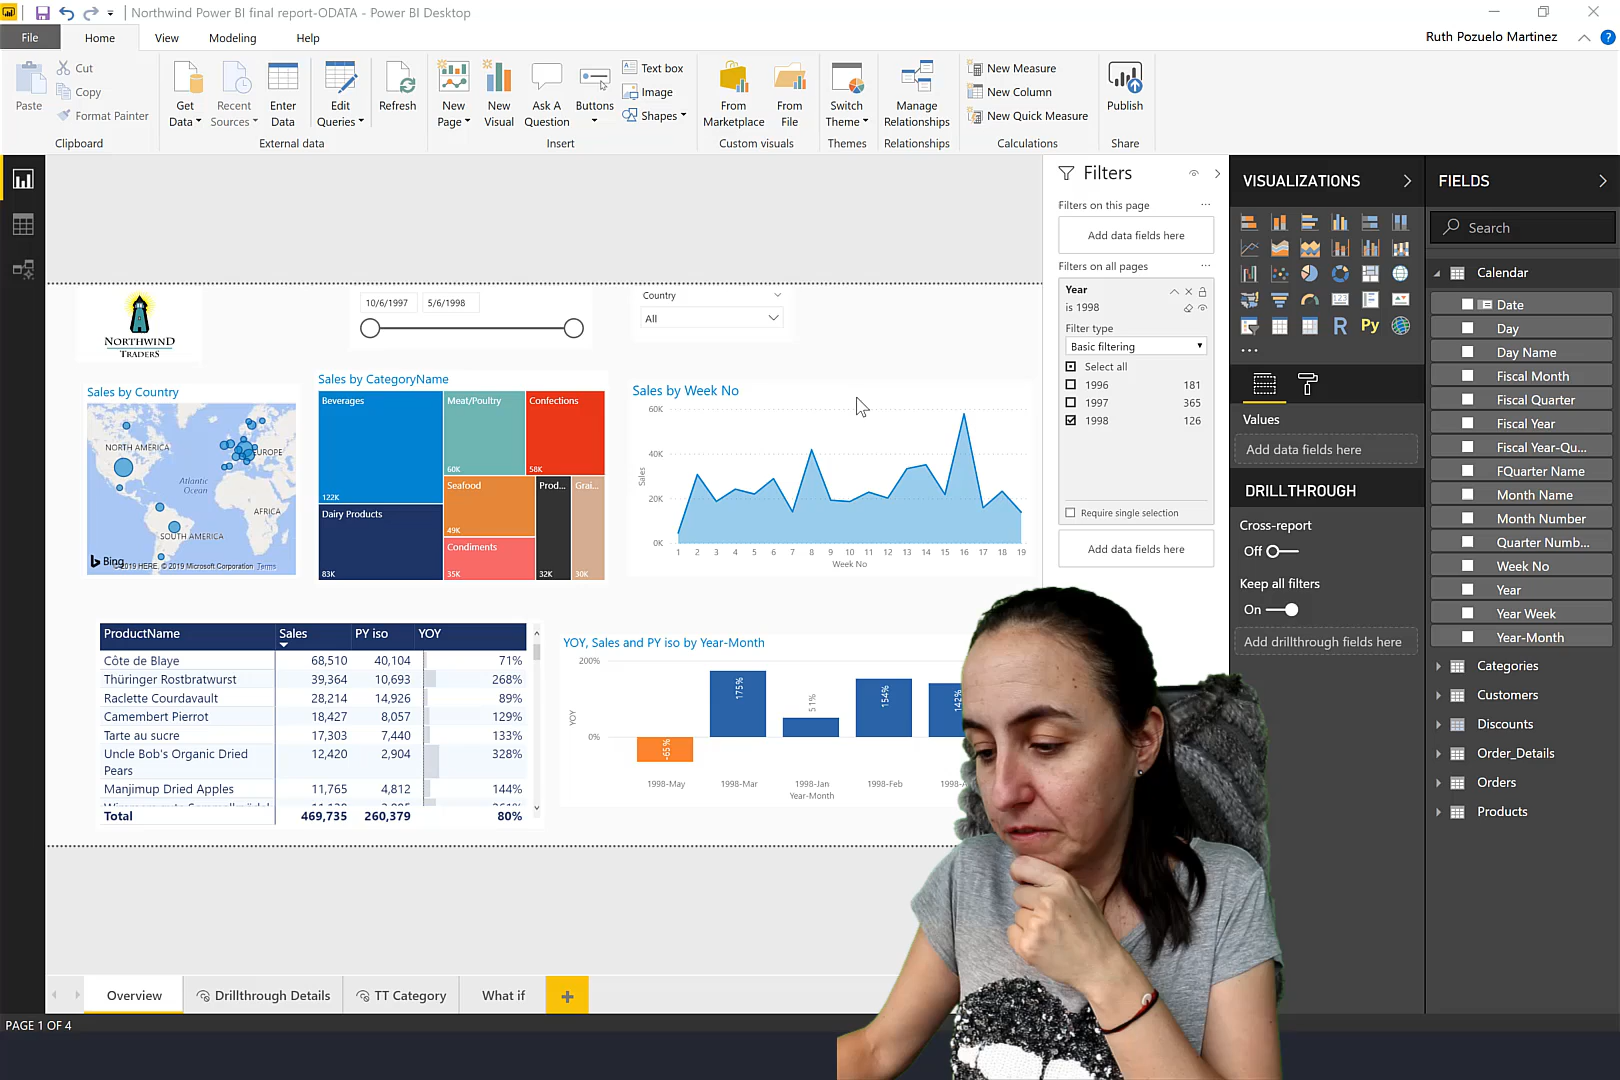 Northwind Power BI final report-ODATA - Power BI Desktop
File
Home
View
Modeling
Help
Ruth Pozuelo Martinez
?
Paste
Cut
Copy
Format Painter
Clipboard
Get Data
Recent Sources
Enter Data
Edit Queries
Refresh
External data
New Page
New Visual
Ask A Question
Buttons
Text box
Image
Shapes
Insert
From Marketplace
From File
Custom visuals
Switch Theme
Themes
Manage Relationships
Relationships
New Measure
New Column
New Quick Measure
Calculations
Publish
Share
NORTHWIND
TRADERS
10/6/1997
5/6/1998
Country
All
Sales by Country
NORTH AMERICA
EUROPE
Atlantic
Ocean
AFRICA
SOUTH AMERICA
Bing
© 2019 HERE, © 2019 Microsoft Corporation Terms
Sales by CategoryName
Beverages
122K
Dairy Products
83K
Meat/Poultry
60K
Confections
58K
Seafood
49K
Condiments
35K
Prod...
32K
Grai...
30K
Sales by Week No
60K
40K
20K
0K
Sales
1 2 3 4 5 6 7 8 9 10 11 12 13 14 15 16 17 18 19
Week No
ProductName Sales PY iso YOY
Côte de Blaye 68,510 40,104 71%
Thüringer Rostbratwurst 39,364 10,693 268%
Raclette Courdavault 28,214 14,926 89%
Camembert Pierrot 18,427 8,057 129%
Tarte au sucre 17,303 7,440 133%
Uncle Bob's Organic Dried Pears 12,420 2,904 328%
Manjimup Dried Apples 11,765 4,812 144%
Total 469,735 260,379 80%
YOY, Sales and PY iso by Year-Month
200%
0%
YOY
-65%
175%
51%
154%
142%
1998-May 1998-Mar 1998-Jan 1998-Feb 1998-A
Year-Month
Filters
Filters on this page
Add data fields here
Filters on all pages
Year
is 1998
Filter type
Basic filtering
Select all
1996 181
1997 365
1998 126
Require single selection
Add data fields here
VISUALIZATIONS
123
R
Py
Values
Add data fields here
DRILLTHROUGH
Cross-report
Off
Keep all filters
On
Add drillthrough fields here
FIELDS
Search
Calendar
Date
Day
Day Name
Fiscal Month
Fiscal Quarter
Fiscal Year
Fiscal Year-Qu...
FQuarter Name
Month Name
Month Number
Quarter Numb...
Week No
Year
Year Week
Year-Month
Categories
Customers
Discounts
Order_Details
Orders
Products
Overview
Drillthrough Details
TT Category
What if
+
PAGE 1 OF 4